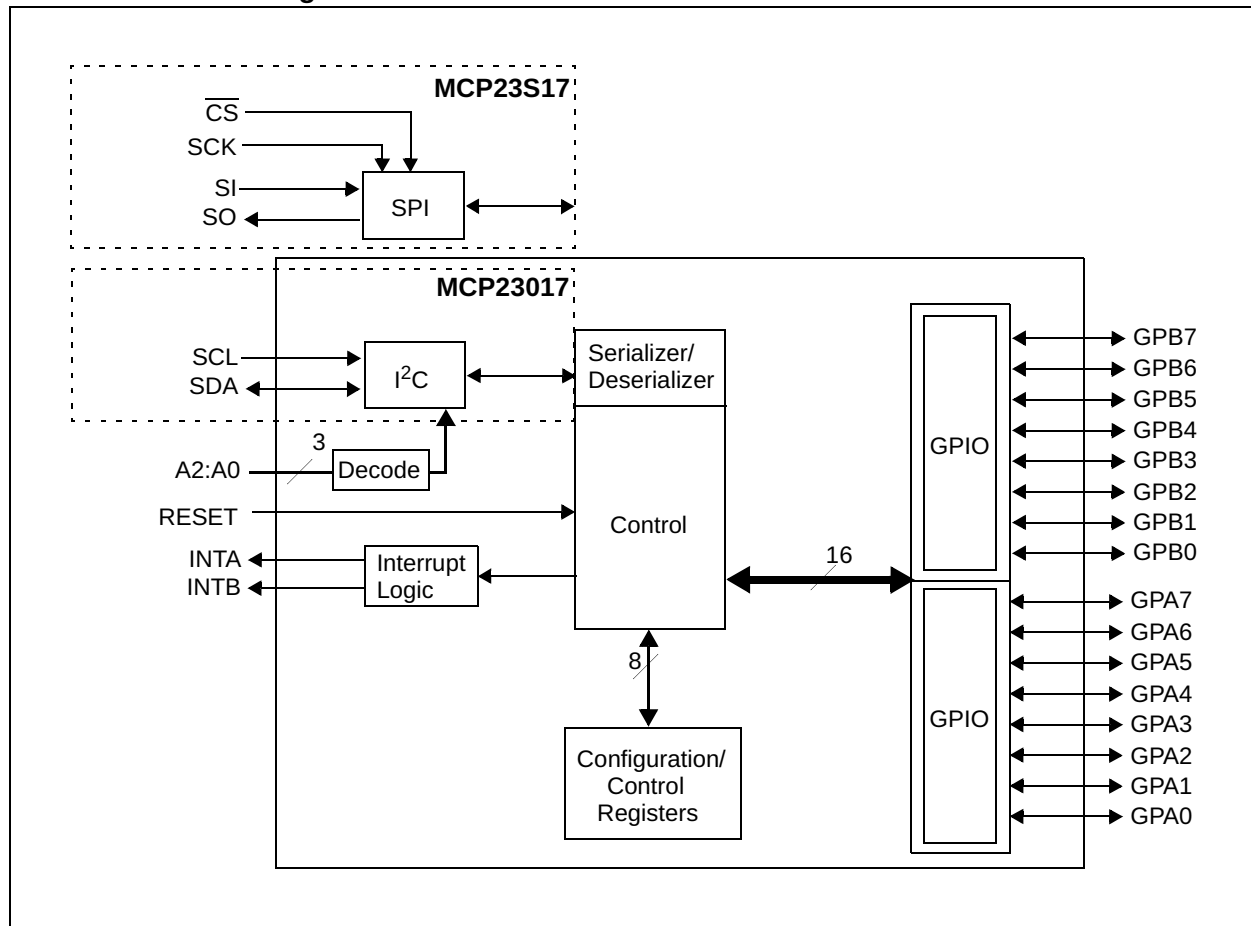 MCP23S17
CS
SCK
SI
SO
SPI
MCP23017
SCL
SDA
I2C
Serializer/
Deserializer
3
A2:A0
Decode
RESET
Control
INTA
INTB
Interrupt
Logic
16
8
Configuration/
Control
Registers
GPIO
GPB7
GPB6
GPB5
GPB4
GPB3
GPB2
GPB1
GPB0
GPIO
GPA7
GPA6
GPA5
GPA4
GPA3
GPA2
GPA1
GPA0